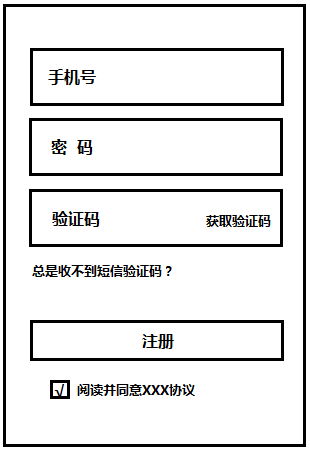 手机号
密 码
验证码 获取验证码
总是收不到短信验证码？
注册
√ 阅读并同意XXX协议